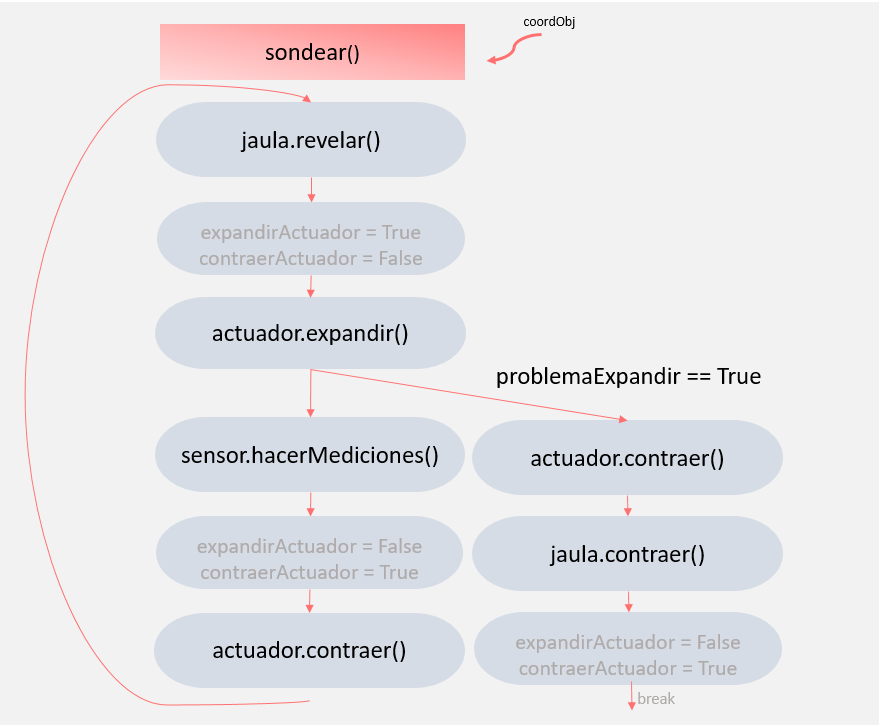 coordObj
sondear()
jaula.revelar()
expandirActuador = True
contraerActuador = False
actuador.expandir()
problemaExpandir == True
sensor.hacerMediciones()
actuador.contraer()
expandirActuador = False
contraerActuador = True
jaula.contraer()
actuador.contraer()
expandirActuador = False
contraerActuador = True
break